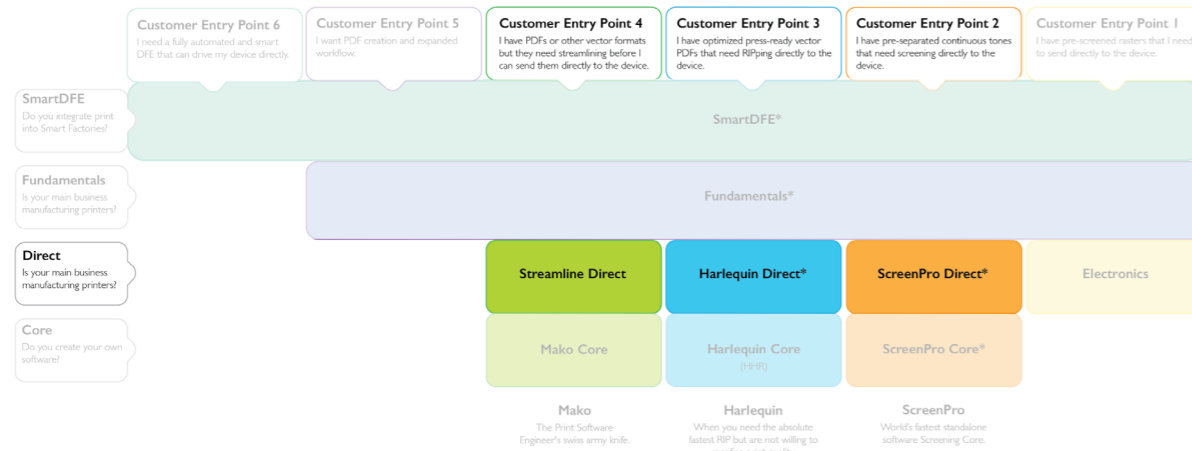 Customer Entry Point 6
I need a fully automated and smart
DFE that can drive my device directly.
Customer Entry Point 5
I want PDF creation and expanded
workflow.
Customer Entry Point 4
I have PDFs or other vector formats
but they need streamlining before I
can send them directly to the device.
Customer Entry Point 3
I have optimized press-ready vector
PDFs that need RIPping directly to the
device.
Customer Entry Point 2
I have pre-separated continuous tones
that need screening directly to the
device.
Customer Entry Point 1
I have pre-screened rasters that I need
to send directly to the device.
SmartDFE
Do you integrate print
into Smart Factories?
SmartDFE*
Fundamentals
Is your main business
manufacturing printers?
Fundamentals*
Direct
Is your main business
manufacturing printers?
Streamline Direct
Harlequin Direct*
ScreenPro Direct*
Electronics
Core
Do you create your own
software?
Mako Core
Harlequin Core
(HHR)
ScreenPro Core*
Mako
The Print Software
Engineer's swiss army knife.
Harlequin
When you need the absolute
fastest RIP but are not willing to
ScreenPro
World's fastest standalone
software Screening Core.